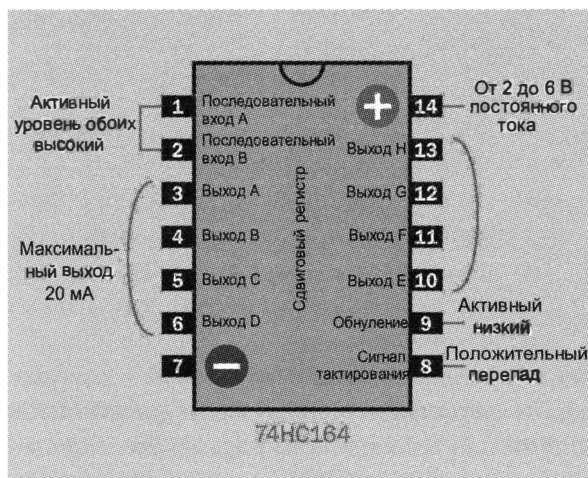 Активный
уровень обоих
высокий
1
Последовательный
вход A
2
Последовательный
вход B
3
Выход A
4
Выход B
5
Выход C
6
Выход D
7
Максималь-
ный выход
20 мА
Сдвиговый регистр
14
От 2 до 6 В
постоянного
тока
Выход H
13
Выход G
12
Выход F
11
Выход E
10
Обнуление
9
Активный
низкий
Сигнал
тактирования
8
Положительный
перепад
74HC164